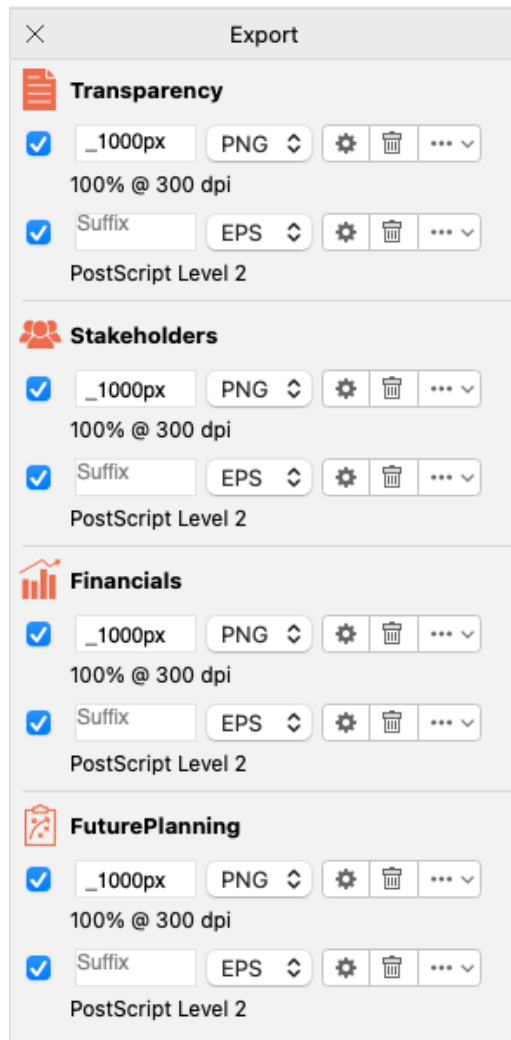 Export
Transparency
_1000px PNG
100% @ 300 dpi
Suffix EPS
PostScript Level 2
Stakeholders
_1000px PNG
100% @ 300 dpi
Suffix EPS
PostScript Level 2
Financials
_1000px PNG
100% @ 300 dpi
Suffix EPS
PostScript Level 2
FuturePlanning
_1000px PNG
100% @ 300 dpi
Suffix EPS
PostScript Level 2